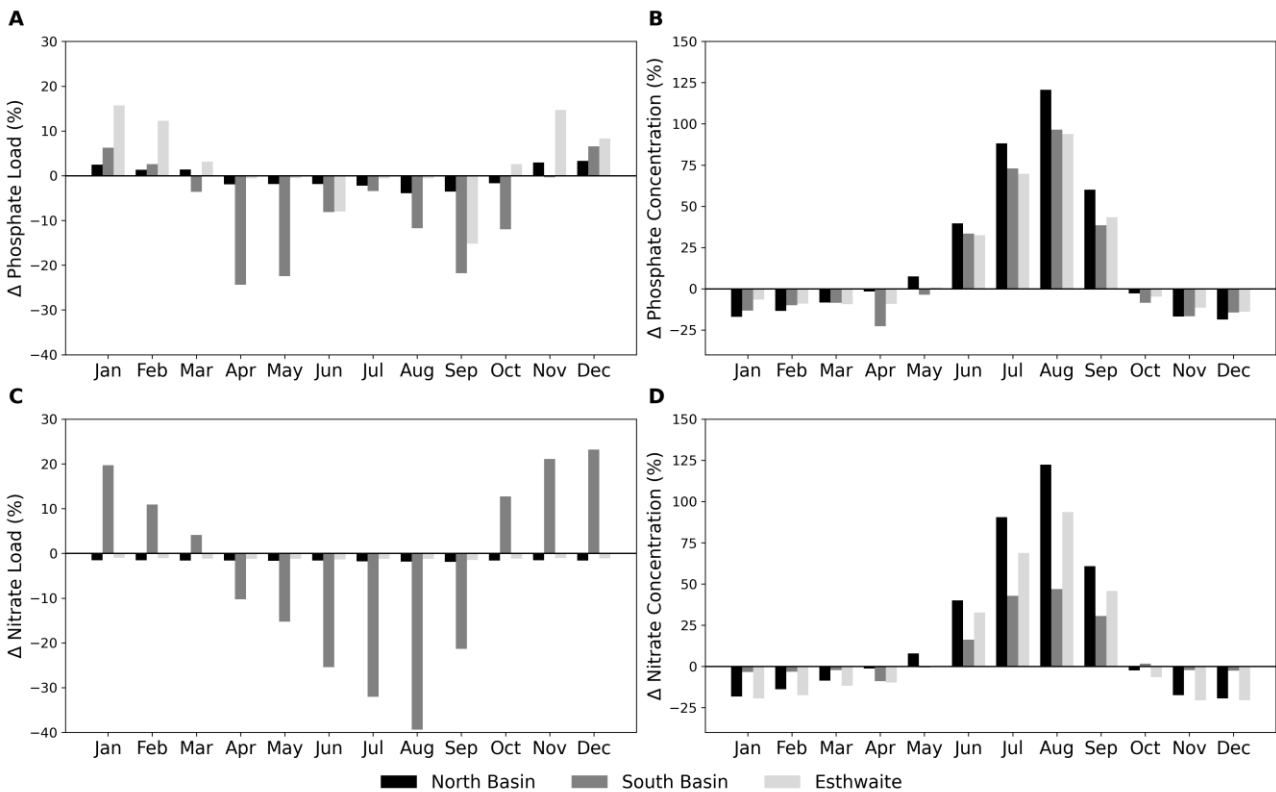 A
Δ Phosphate Load (%)
30
20
10
0
−10
−20
−30
−40
Jan Feb Mar Apr May Jun Jul Aug Sep Oct Nov Dec
B
Δ Phosphate Concentration (%)
150
125
100
75
50
25
0
−25
Jan Feb Mar Apr May Jun Jul Aug Sep Oct Nov Dec
C
Δ Nitrate Load (%)
30
20
10
0
−10
−20
−30
−40
Jan Feb Mar Apr May Jun Jul Aug Sep Oct Nov Dec
D
Δ Nitrate Concentration (%)
150
125
100
75
50
25
0
−25
Jan Feb Mar Apr May Jun Jul Aug Sep Oct Nov Dec
North Basin South Basin Esthwaite